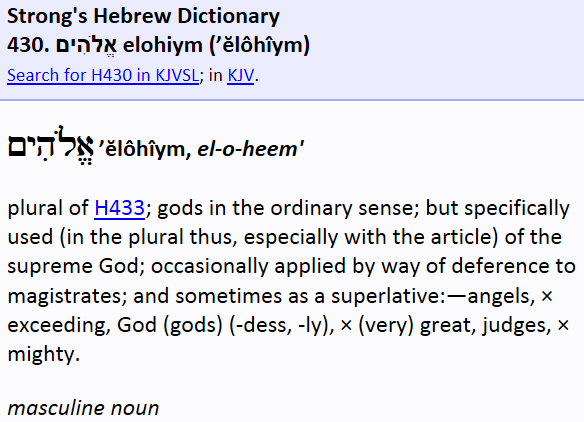 Strong's Hebrew Dictionary
430. אֱלֹהִים elohiym (’ĕlôhîym)
Search for H430 in KJVSL; in KJV.
אֱלֹהִים ’ĕlôhîym, el-o-heem'
plural of H433; gods in the ordinary sense; but specifically
used (in the plural thus, especially with the article) of the
supreme God; occasionally applied by way of deference to
magistrates; and sometimes as a superlative:—angels, ×
exceeding, God (gods) (-dess, -ly), × (very) great, judges, ×
mighty.
masculine noun